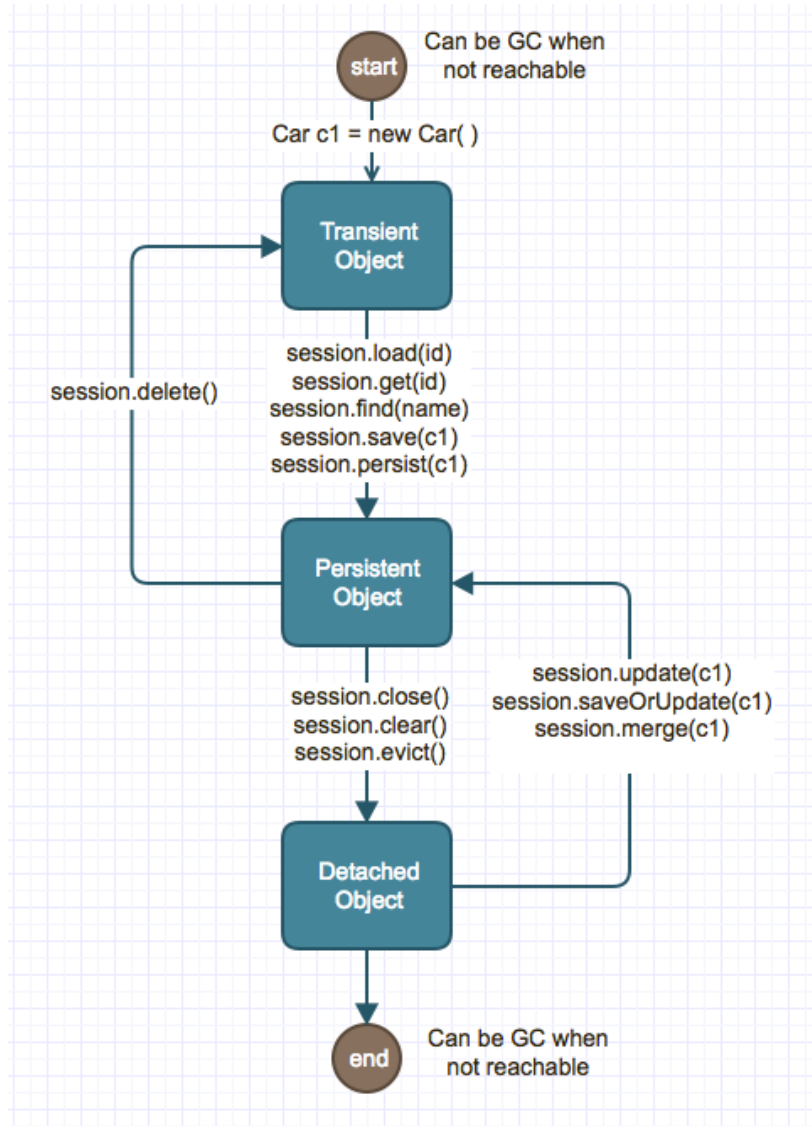 start
Can be GC when
not reachable
Car c1 = new Car( )
Transient
Object
session.delete()
session.load(id)
session.get(id)
session.find(name)
session.save(c1)
session.persist(c1)
Persistent
Object
session.close()
session.clear()
session.evict()
session.update(c1)
session.saveOrUpdate(c1)
session.merge(c1)
Detached
Object
end
Can be GC when
not reachable